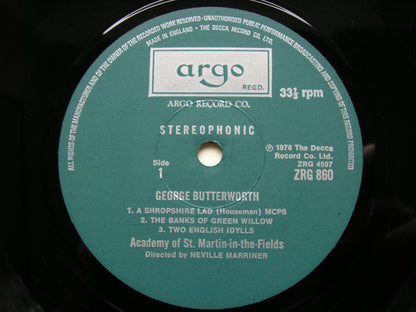 ALL RIGHTS OF THE MANUFACTURER AND OF THE OWNER OF THE RECORDED WORK RESERVED · UNAUTHORISED PUBLIC PERFORMANCE BROADCASTING AND COPYING OF THIS RECORD PROHIBITED
MADE IN ENGLAND · THE DECCA RECORD CO. LTD.
argo
REGD.
33⅓ rpm
ARGO RECORD CO.
STEREOPHONIC
Side
1
℗ 1976 The Decca
Record Co. Ltd.
ZRG 4507
ZRG 860
GEORGE BUTTERWORTH
1. A SHROPSHIRE LAD (Houseman) MCPS
2. THE BANKS OF GREEN WILLOW
3. TWO ENGLISH IDYLLS
Academy of St. Martin-in-the-Fields
Directed by NEVILLE MARRINER